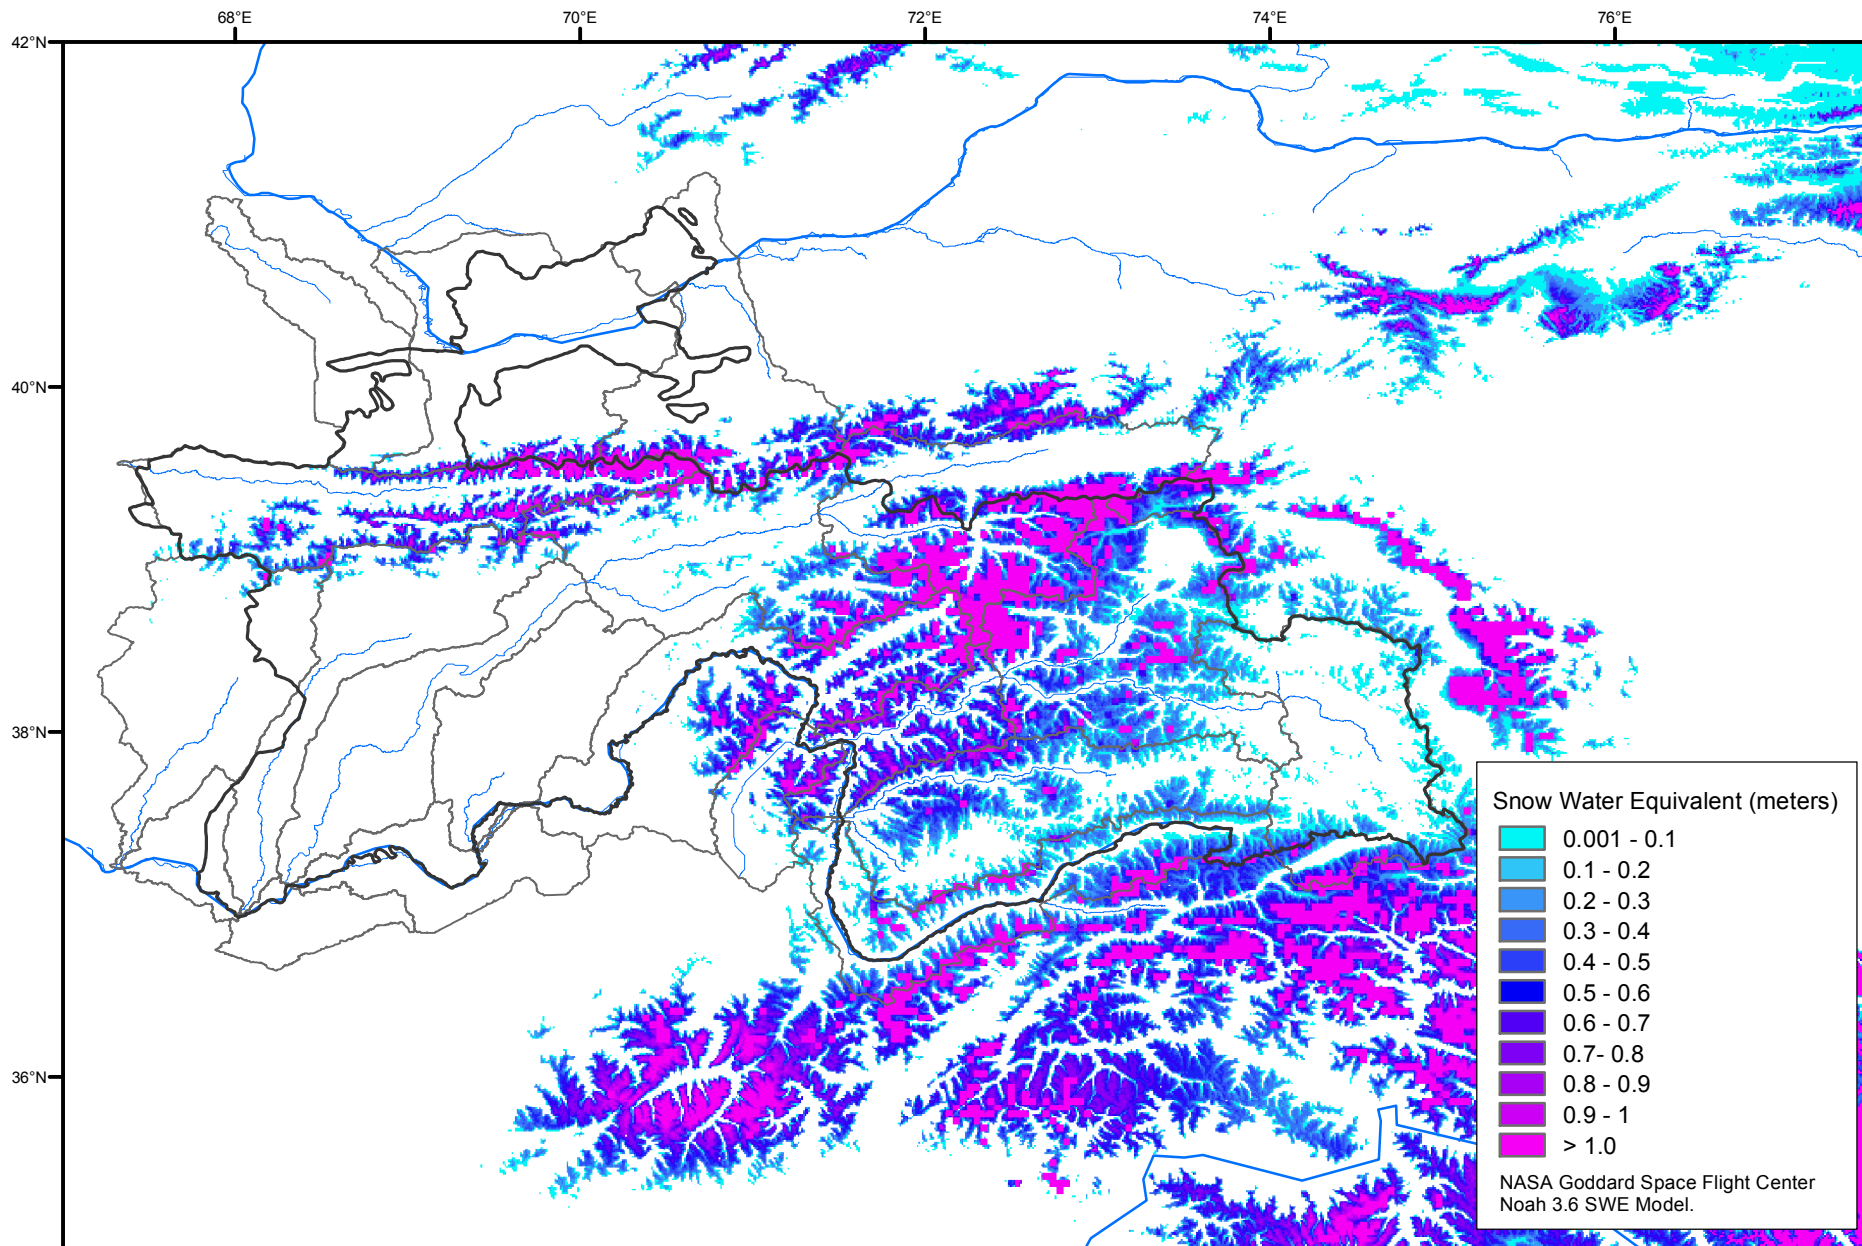 68°E 70°E 72°E 74°E 76°E
42°N
40°N
38°N
36°N
Snow Water Equivalent (meters)
0.001 - 0.1
0.1 - 0.2
0.2 - 0.3
0.3 - 0.4
0.4 - 0.5
0.5 - 0.6
0.6 - 0.7
0.7- 0.8
0.8 - 0.9
0.9 - 1
> 1.0
NASA Goddard Space Flight Center
Noah 3.6 SWE Model.